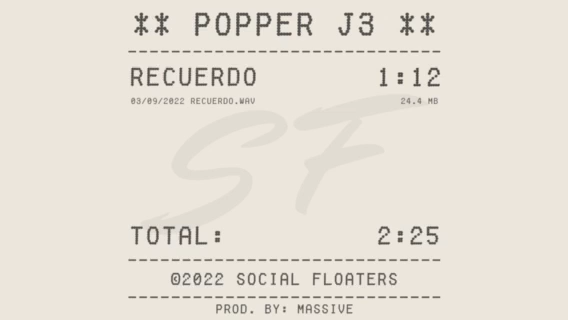 ** POPPER J3 **
RECUERDO 1:12
03/09/2022 RECUERDO.WAV 24.4 MB
SF
TOTAL: 2:25
©2022 SOCIAL FLOATERS
PROD. BY: MASSIVE